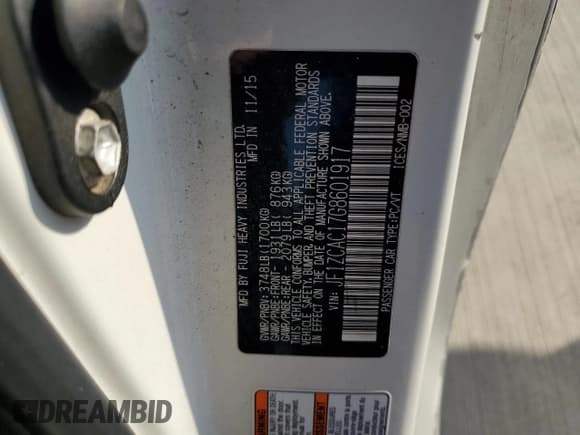 MFD BY FUJI HEAVY INDUSTRIES LTD.
MFD IN 11/15
GVWR/PNBV: 3748LB(1700KG)
GAWR/PNBE:FRONT- 1931LB( 876KG)
GAWR/PNBE:REAR - 2079LB( 943KG)
THIS VEHICLE CONFORMS TO ALL APPLICABLE FEDERAL MOTOR
VEHICLE SAFETY, BUMPER, AND THEFT PREVENTION STANDARDS
IN EFFECT ON THE DATE OF MANUFACTURE SHOWN ABOVE.
VIN: JF1ZCAC17G8601917
PASSENGER CAR TYPE:PC/VT
ICES/NMB-002
DREAMBID